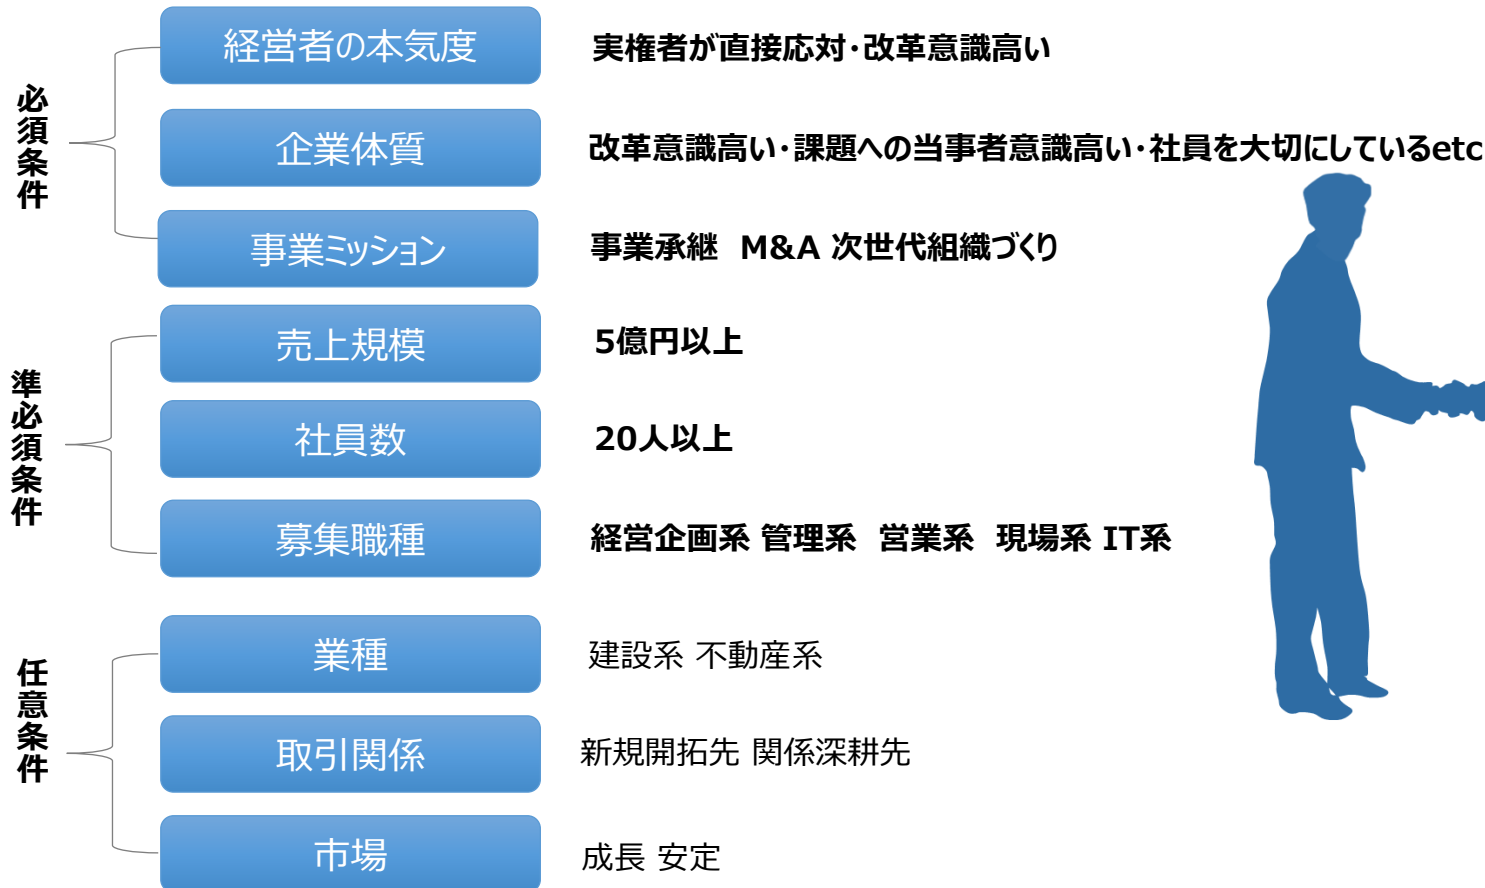 必須条件
経営者の本気度
実権者が直接応対・改革意識高い
企業体質
改革意識高い・課題への当事者意識高い・社員を大切にしているetc
事業ミッション
事業承継 M&A 次世代組織づくり
準必須条件
売上規模
5億円以上
社員数
20人以上
募集職種
経営企画系 管理系 営業系 現場系 IT系
任意条件
業種
建設系 不動産系
取引関係
新規開拓先 関係深耕先
市場
成長 安定